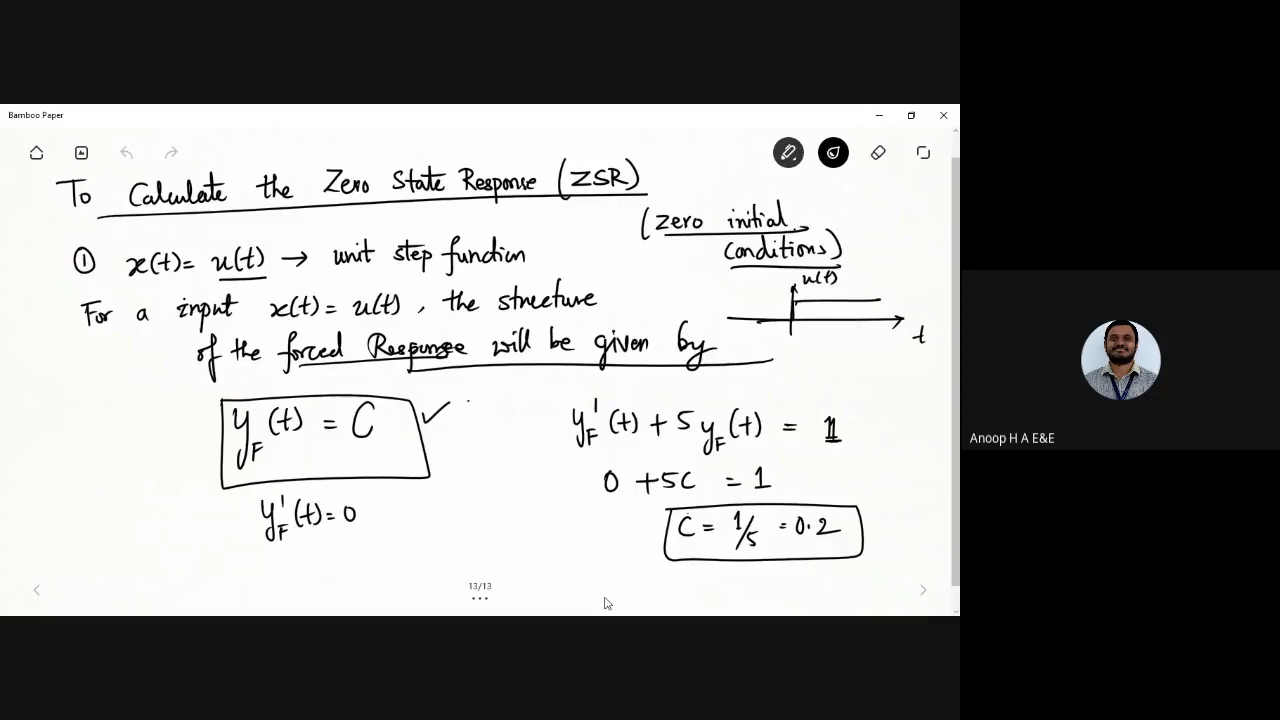 Bamboo Paper
To Calculate the Zero State Response (ZSR)
(Zero initial conditions)
① x(t)= u(t) → unit step function
u(t)
t
For a input x(t)= u(t), the structure
of the forced Response will be given by
y_F(t) = C ✓
y_F'(t) + 5 y_F(t) = 1
0 + 5C = 1
y_F'(t) = 0
C = 1/5 = 0.2
13/13
Anoop H A E&E